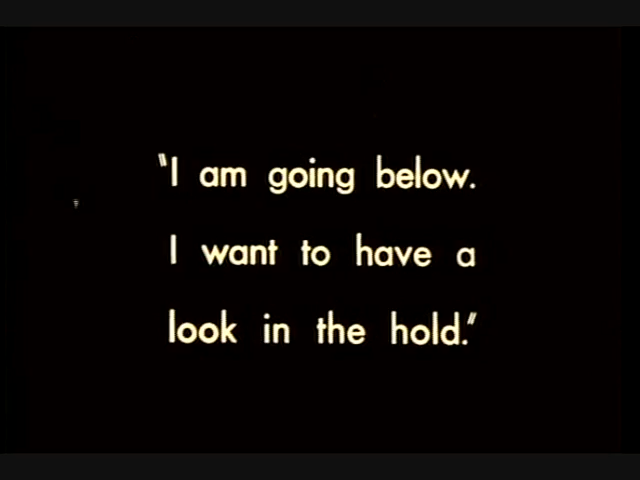 "I am going below.
I want to have a
look in the hold."